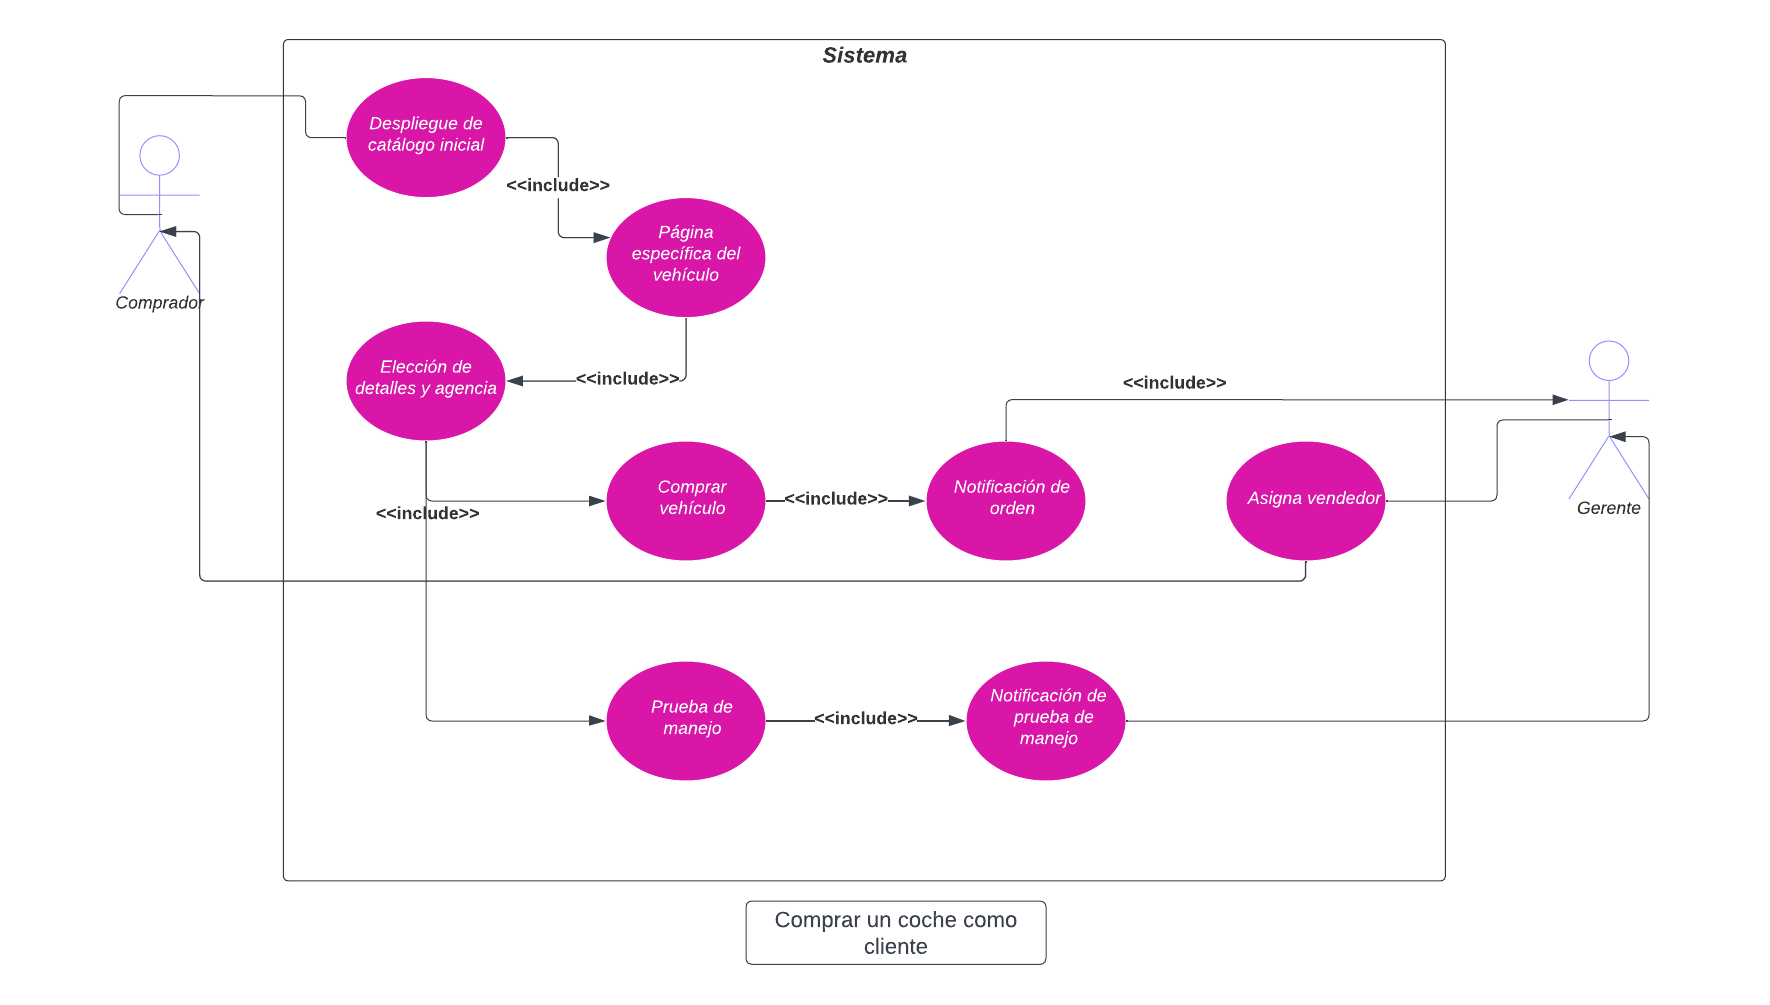 Sistema
Despliegue de
catálogo inicial
<<include>>
Página
específica del
vehículo
Comprador
Elección de
detalles y agencia
<<include>>
<<include>>
Comprar
vehículo
<<include>>
Notificación de
orden
Asigna vendedor
Gerente
<<include>>
Prueba de
manejo
<<include>>
Notificación de
prueba de
manejo
Comprar un coche como
cliente